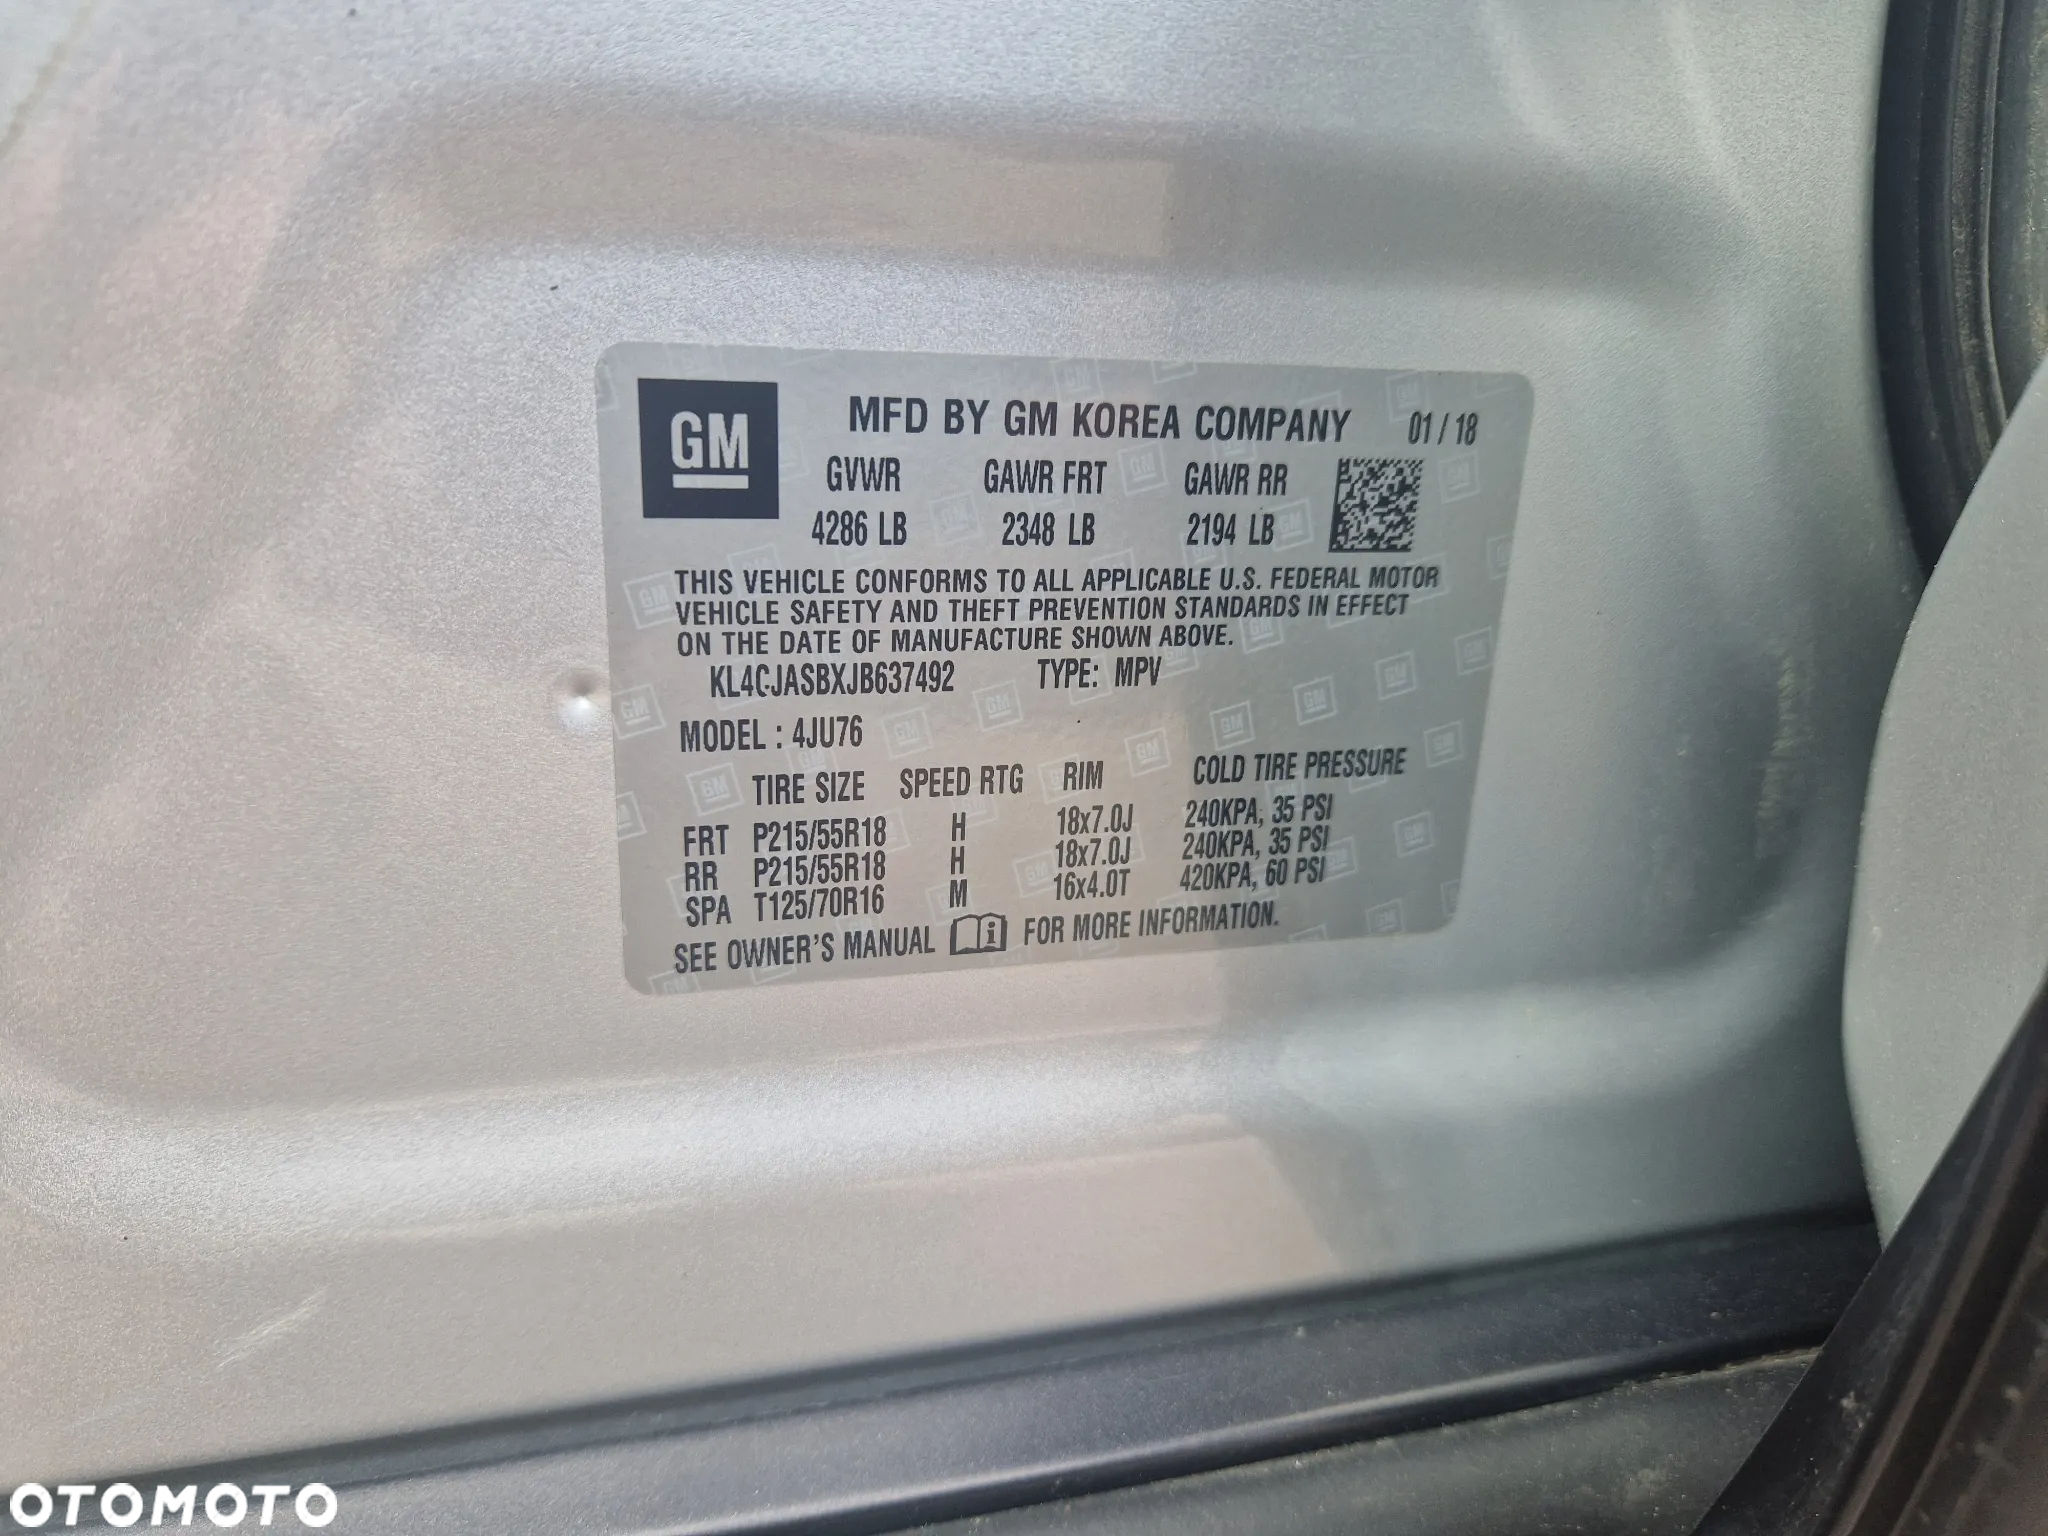 GM
MFD BY GM KOREA COMPANY 01 / 18
GVWR GAWR FRT GAWR RR
4286 LB 2348 LB 2194 LB
THIS VEHICLE CONFORMS TO ALL APPLICABLE U.S. FEDERAL MOTOR
VEHICLE SAFETY AND THEFT PREVENTION STANDARDS IN EFFECT
ON THE DATE OF MANUFACTURE SHOWN ABOVE.
KL4CJASBXJB637492 TYPE: MPV
MODEL : 4JU76
TIRE SIZE SPEED RTG RIM COLD TIRE PRESSURE
FRT P215/55R18 H 18x7.0J 240KPA, 35 PSI
RR P215/55R18 H 18x7.0J 240KPA, 35 PSI
SPA T125/70R16 M 16x4.0T 420KPA, 60 PSI
SEE OWNER'S MANUAL FOR MORE INFORMATION.
OTOMOTO